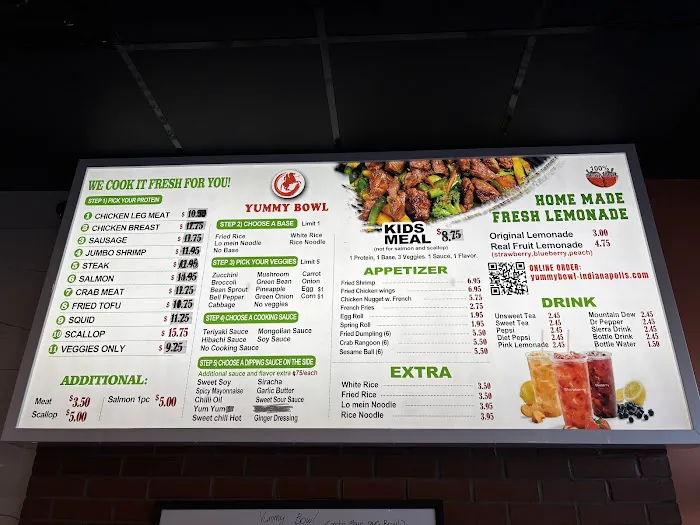 WE COOK IT FRESH FOR YOU!
STEP 1) PICK YOUR PROTEIN
1 CHICKEN LEG MEAT $ 10.50
2 CHICKEN BREAST $ 11.75
3 SAUSAGE $ 11.75
4 JUMBO SHRIMP $ 11.95
5 STEAK $ 12.95
6 SALMON $ 14.95
7 CRAB MEAT $ 11.75
8 FRIED TOFU $ 10.75
9 SQUID $ 11.25
10 SCALLOP $ 15.75
11 VEGGIES ONLY $ 9.25
ADDITIONAL:
Meat $3.50
Scallop $5.00
Salmon 1pc $5.00
YUMMY BOWL
STEP 2) CHOOSE A BASE Limit 1
Fried Rice White Rice
Lo mein Noodle Rice Noodle
No Base
STEP 3) PICK YOUR VEGGIES Limit 5
Zucchini Mushroom Carrot
Broccoli Green Bean Onion
Bean Sprout Pineapple Egg $1
Bell Pepper Green Onion Corn $1
Cabbage No veggies
STEP 4) CHOOSE A COOKING SAUCE
Teriyaki Sauce Mongolian Sauce
Hibachi Sauce Soy Sauce
No Cooking Sauce
STEP 5) CHOOSE A DIPPING SAUCE ON THE SIDE
Additional sauce and flavor extra $.75/each
Sweet Soy Siracha
Spicy Mayonnaise Garlic Butter
Chilli Oil Sweet Sour Sauce
Yum Yum
Sweet chill Hot Ginger Dressing
KIDS MEAL $8.75
(not for salmon and scallop)
1 Protein, 1 Base, 3 Veggies, 1 Sauce, 1 Flavor.
APPETIZER
Fried Shrimp 6.95
Fried Chicken wings 6.95
Chicken Nugget w. French 5.75
French Fries 2.75
Egg Roll 1.95
Spring Roll 1.95
Fried Dumpling (6) 5.50
Crab Rangoon (6) 5.50
Sesame Ball (6) 5.50
EXTRA
White Rice 3.50
Fried Rice 3.50
Lo mein Noodle 3.95
Rice Noodle 3.95
100%
HOME MADE
FRESH LEMONADE
Original Lemonade 3.00
Real Fruit Lemonade 4.75
(strawberry,blueberry,peach)
ONLINE ORDER:
yummybowl-indianapolis.com
DRINK
Unsweet Tea 2.45 Mountain Dew 2.45
Sweet Tea 2.45 Dr Pepper 2.45
Pepsi 2.45 Sierra Drink 2.45
Diet Pepsi 2.45 Bottle Drink 2.45
Pink Lemonade 2.45 Bottle Water 1.50
Yummy Bowl